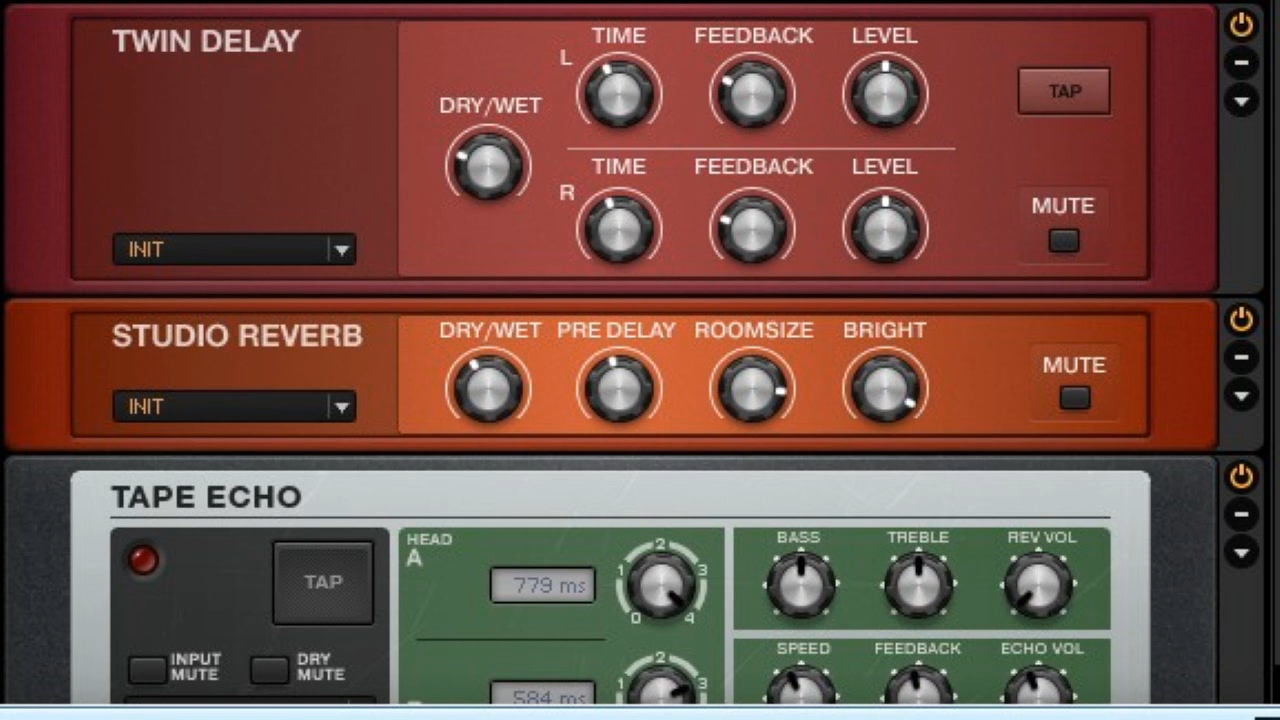 TWIN DELAY
TIME FEEDBACK LEVEL
L
DRY/WET
TAP
TIME FEEDBACK LEVEL
R
MUTE
INIT
STUDIO REVERB
DRY/WET PRE DELAY ROOMSIZE BRIGHT
MUTE
INIT
TAPE ECHO
HEAD
A
BASS TREBLE REV VOL
TAP
779 ms
0 1 2 3 4
INPUT MUTE
DRY MUTE
SPEED FEEDBACK ECHO VOL
584 ms
1 2 3